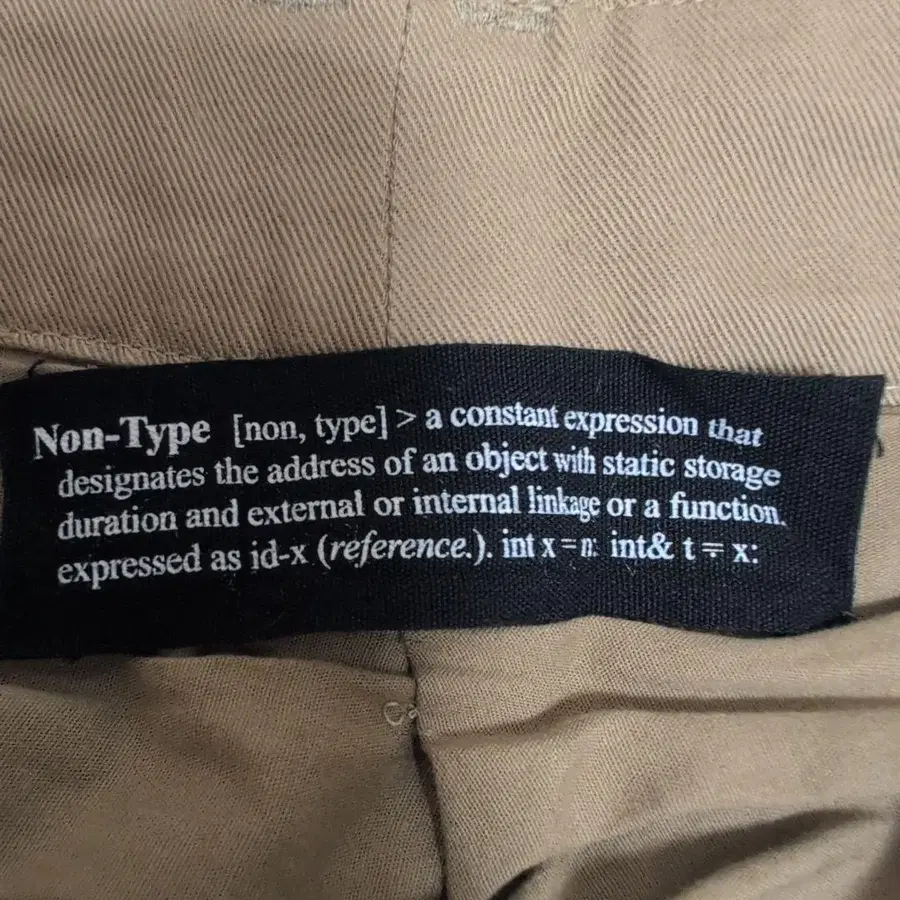 Non-Type [non, type] > a constant expression that
designates the address of an object with static storage
duration and external or internal linkage or a function.
expressed as id-x (reference.). int x = n: int& t = x: